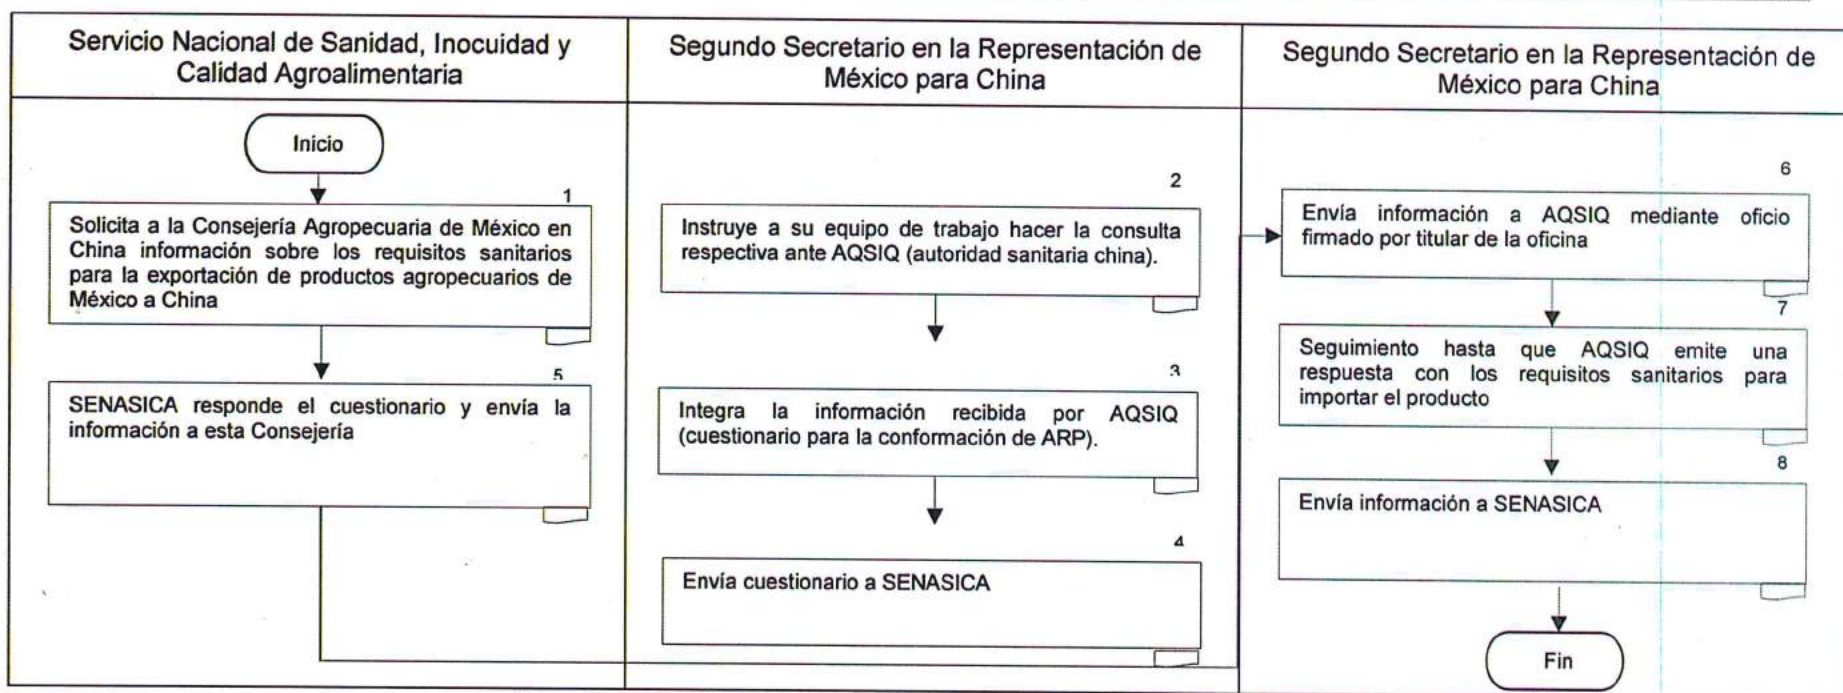 Servicio Nacional de Sanidad, Inocuidad y
Calidad Agroalimentaria
Segundo Secretario en la Representación de
México para China
Segundo Secretario en la Representación de
México para China
Inicio
1
Solicita a la Consejería Agropecuaria de México en
China información sobre los requisitos sanitarios
para la exportación de productos agropecuarios de
México a China
5
SENASICA responde el cuestionario y envía la
información a esta Consejería
2
Instruye a su equipo de trabajo hacer la consulta
respectiva ante AQSIQ (autoridad sanitaria china).
3
Integra la información recibida por AQSIQ
(cuestionario para la conformación de ARP).
4
Envía cuestionario a SENASICA
6
Envía información a AQSIQ mediante oficio
firmado por titular de la oficina
7
Seguimiento hasta que AQSIQ emite una
respuesta con los requisitos sanitarios para
importar el producto
8
Envía información a SENASICA
Fin